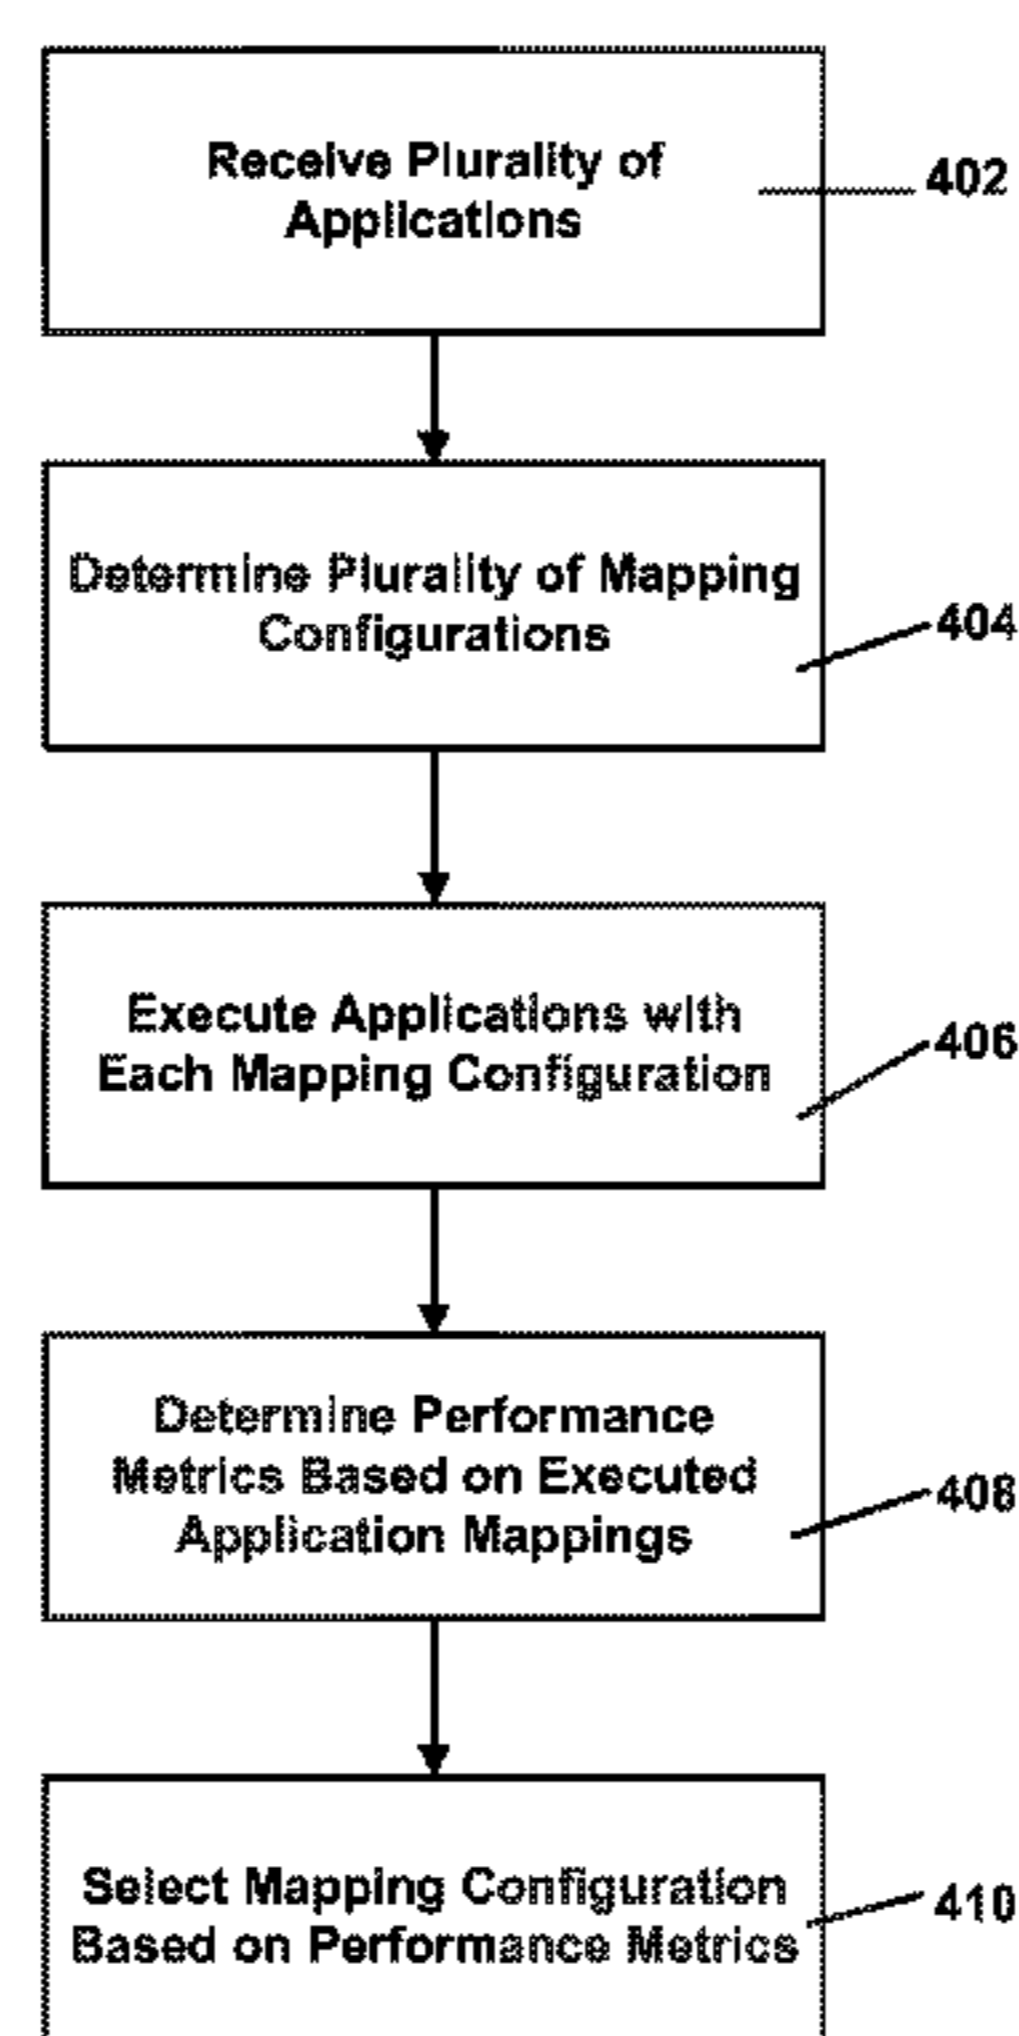 Receive Plurality of
Applications
402
Determine Plurality of Mapping
Configurations
404
Execute Applications with
Each Mapping Configuration
406
Determine Performance
Metrics Based on Executed
Application Mappings
408
Select Mapping Configuration
Based on Performance Metrics
410